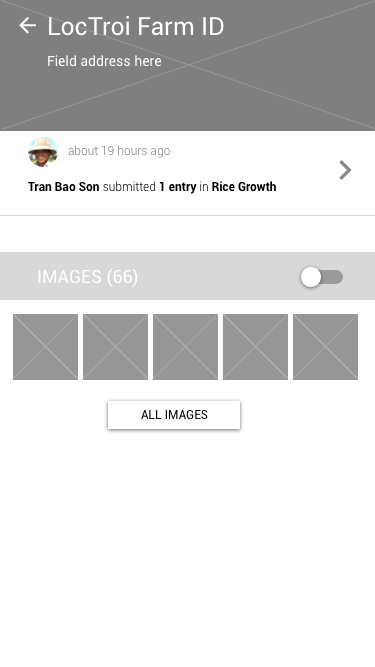 LocTroi Farm ID
Field address here
about 19 hours ago
Tran Bao Son submitted 1 entry in Rice Growth
IMAGES (66)
ALL IMAGES